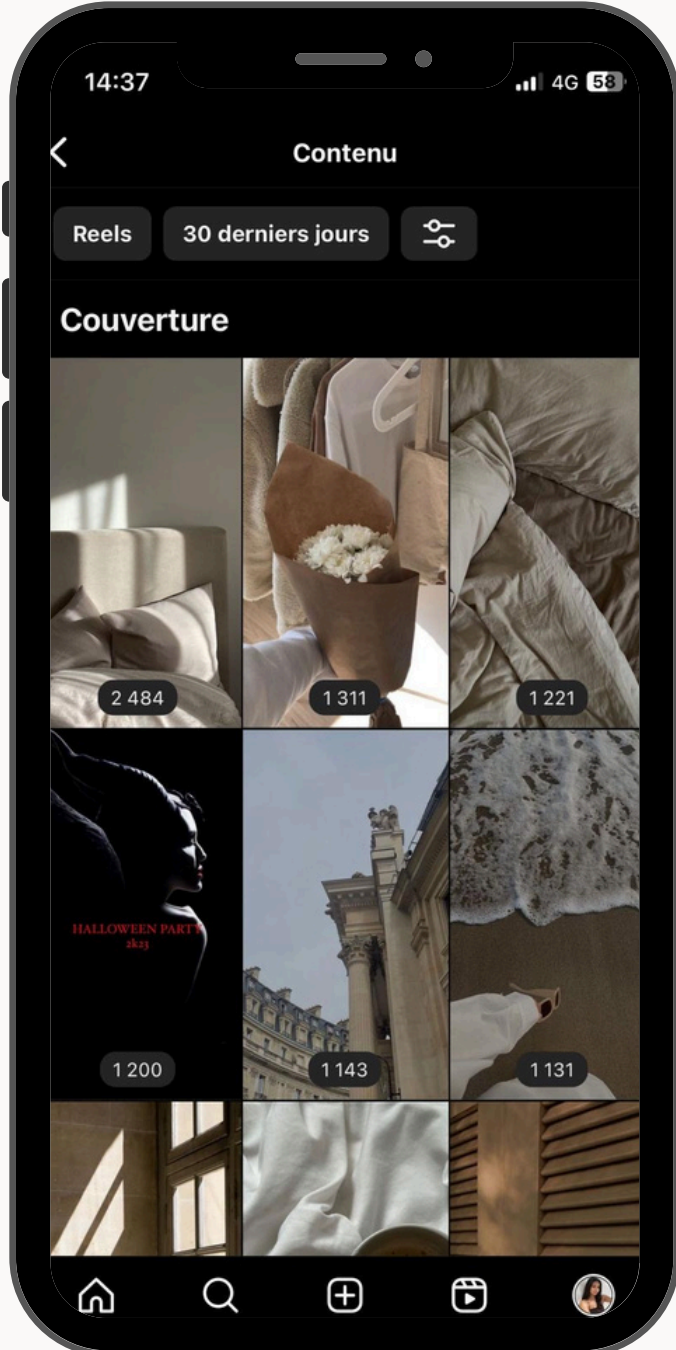 14:37
4G 58
Contenu
Reels
30 derniers jours
Couverture
2 484
1 311
1 221
HALLOWEEN PARTY
2k23
1 200
1 143
1 131